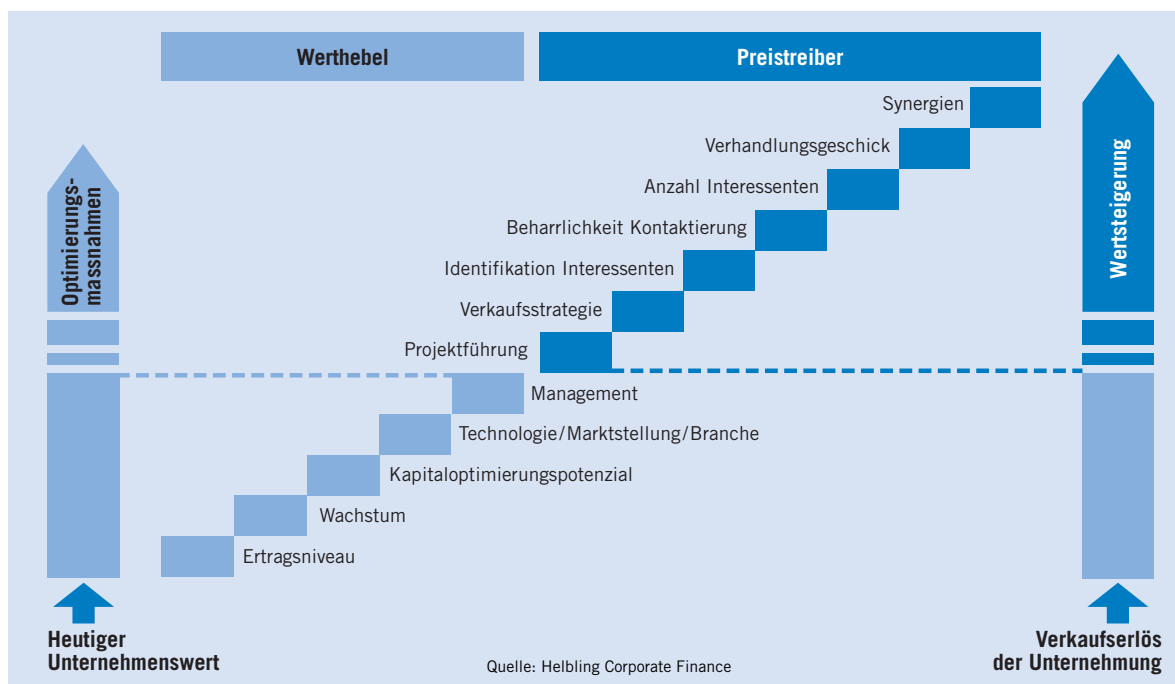 Werthebel
Preistreiber
Synergien
Verhandlungsgeschick
Anzahl Interessenten
Beharrlichkeit Kontaktierung
Identifikation Interessenten
Verkaufsstrategie
Projektführung
Management
Technologie/Marktstellung/Branche
Kapitaloptimierungspotenzial
Wachstum
Ertragsniveau
Optimierungs-
massnahmen
Wertsteigerung
Heutiger
Unternehmenswert
Quelle: Helbling Corporate Finance
Verkaufserlös
der Unternehmung